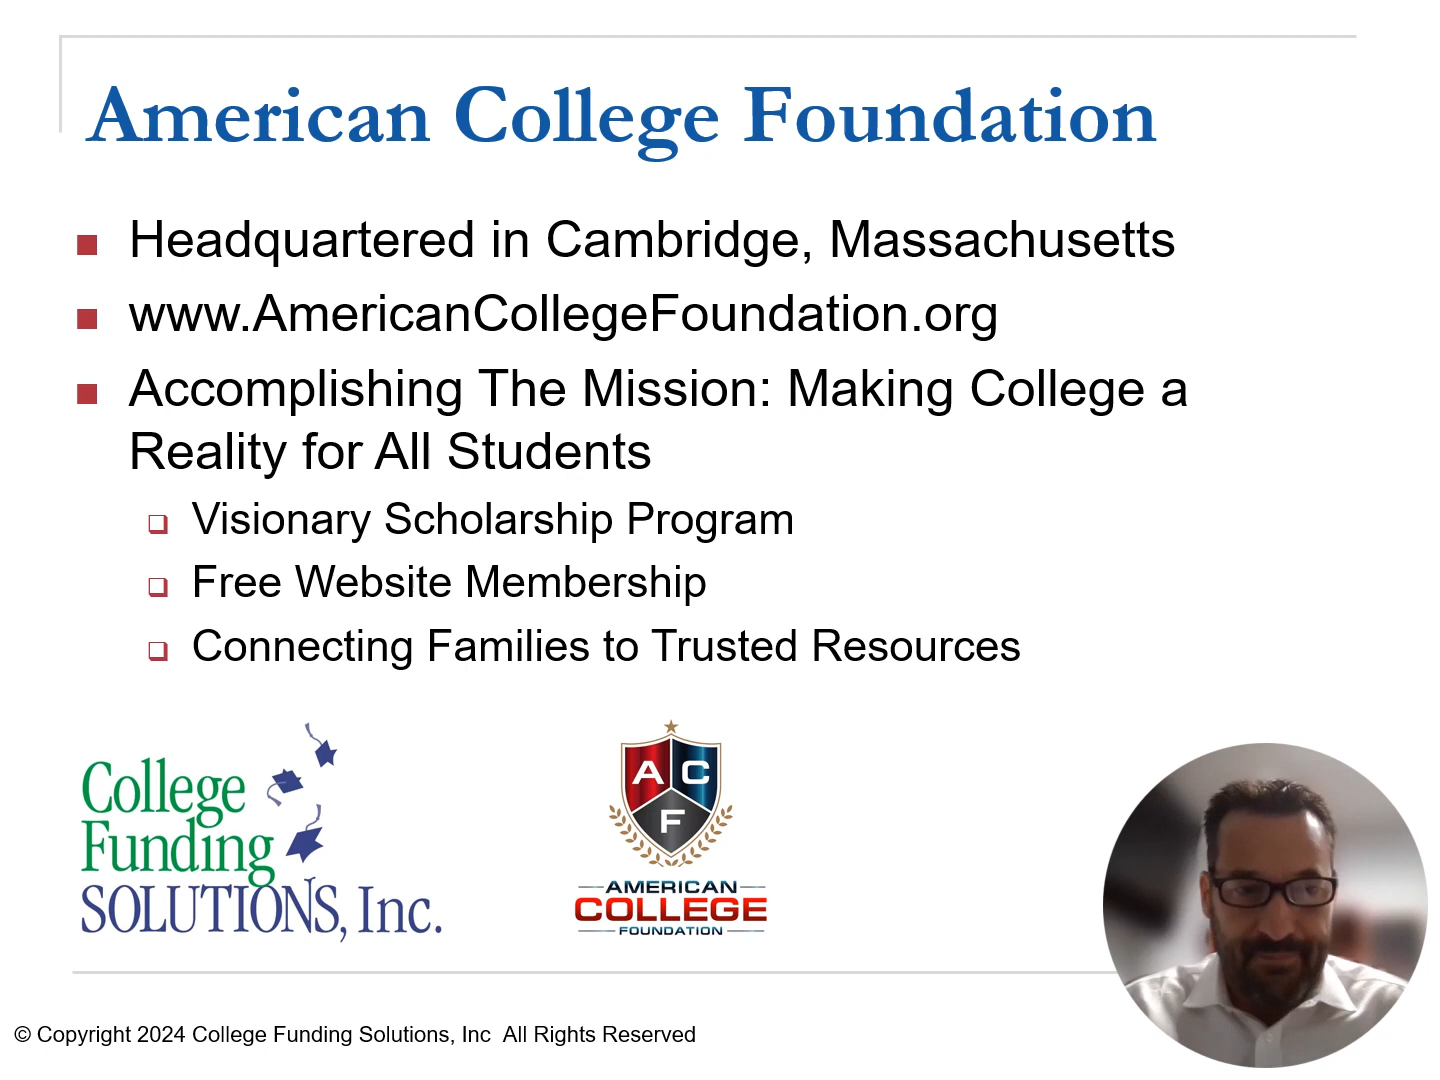 American College Foundation
Headquartered in Cambridge, Massachusetts
www.AmericanCollegeFoundation.org
Accomplishing The Mission: Making College a
Reality for All Students
Visionary Scholarship Program
Free Website Membership
Connecting Families to Trusted Resources
College
Funding
SOLUTIONS, Inc.
A C
F
AMERICAN
COLLEGE
FOUNDATION
© Copyright 2024 College Funding Solutions, Inc All Rights Reserved